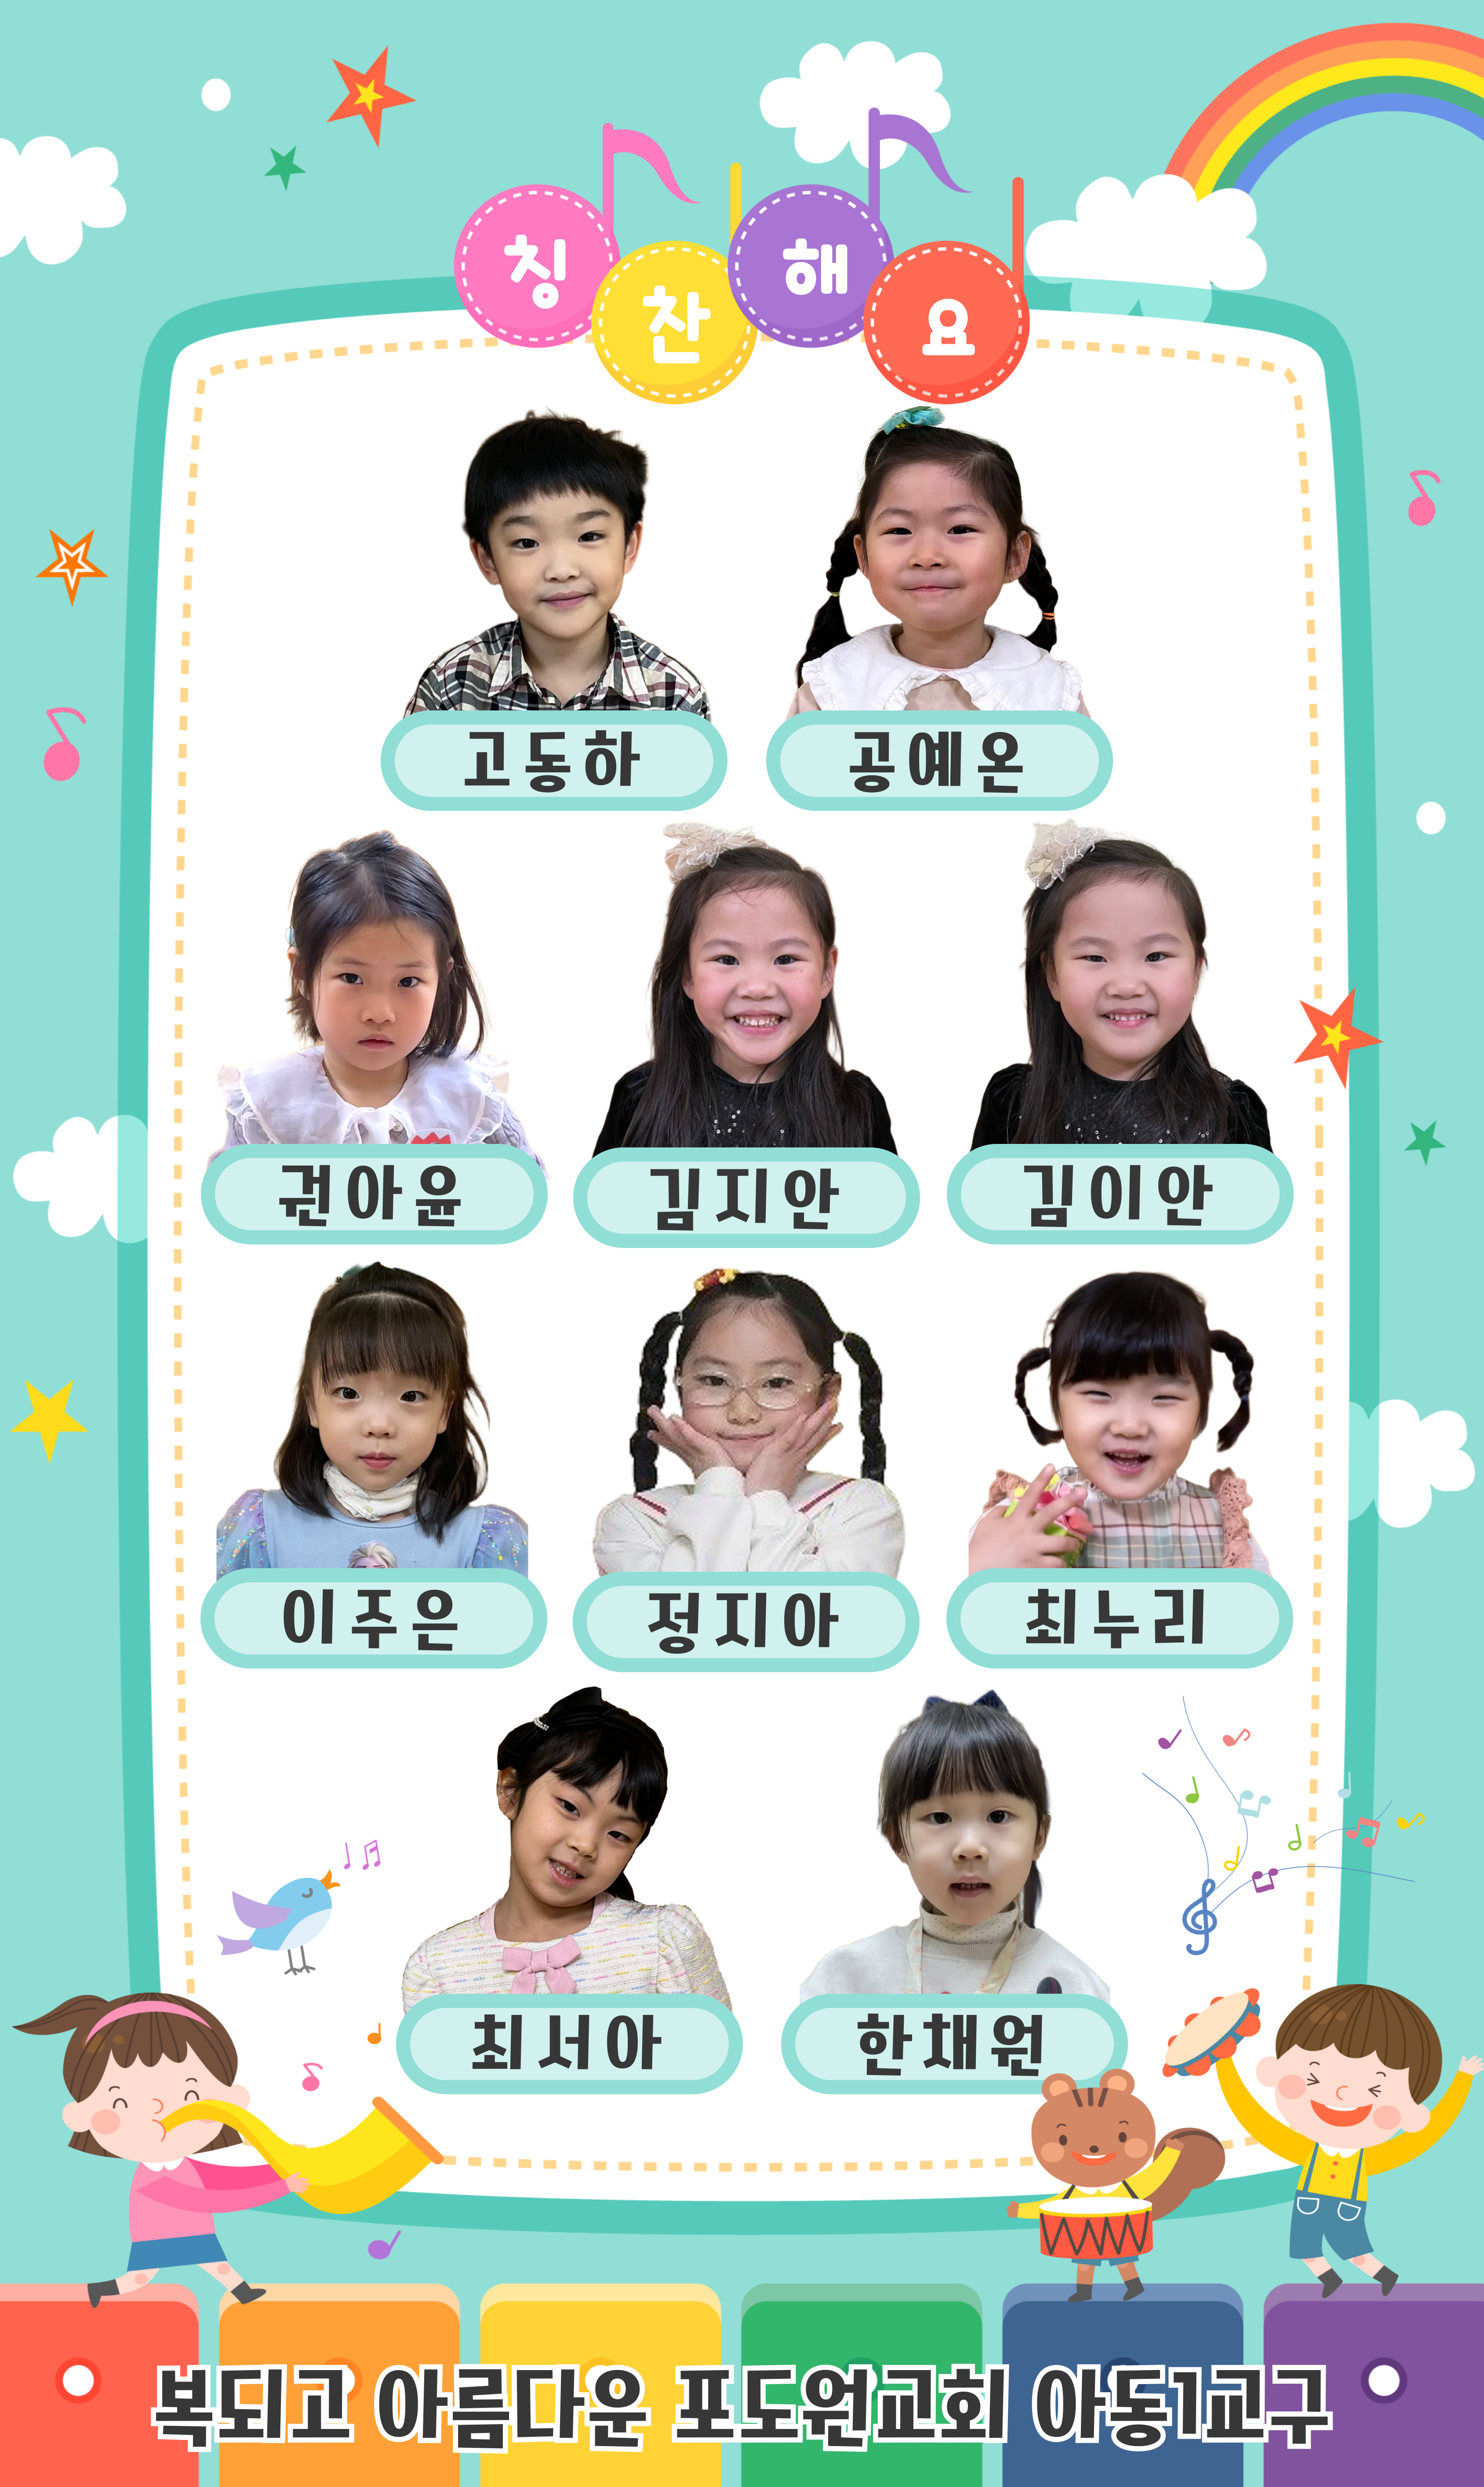 칭찬해요
고동하 공예온
권아윤 김지안 김이안
이주은 정지아 최누리
최서아 한채원
복되고 아름다운 포도원교회 아동1교구